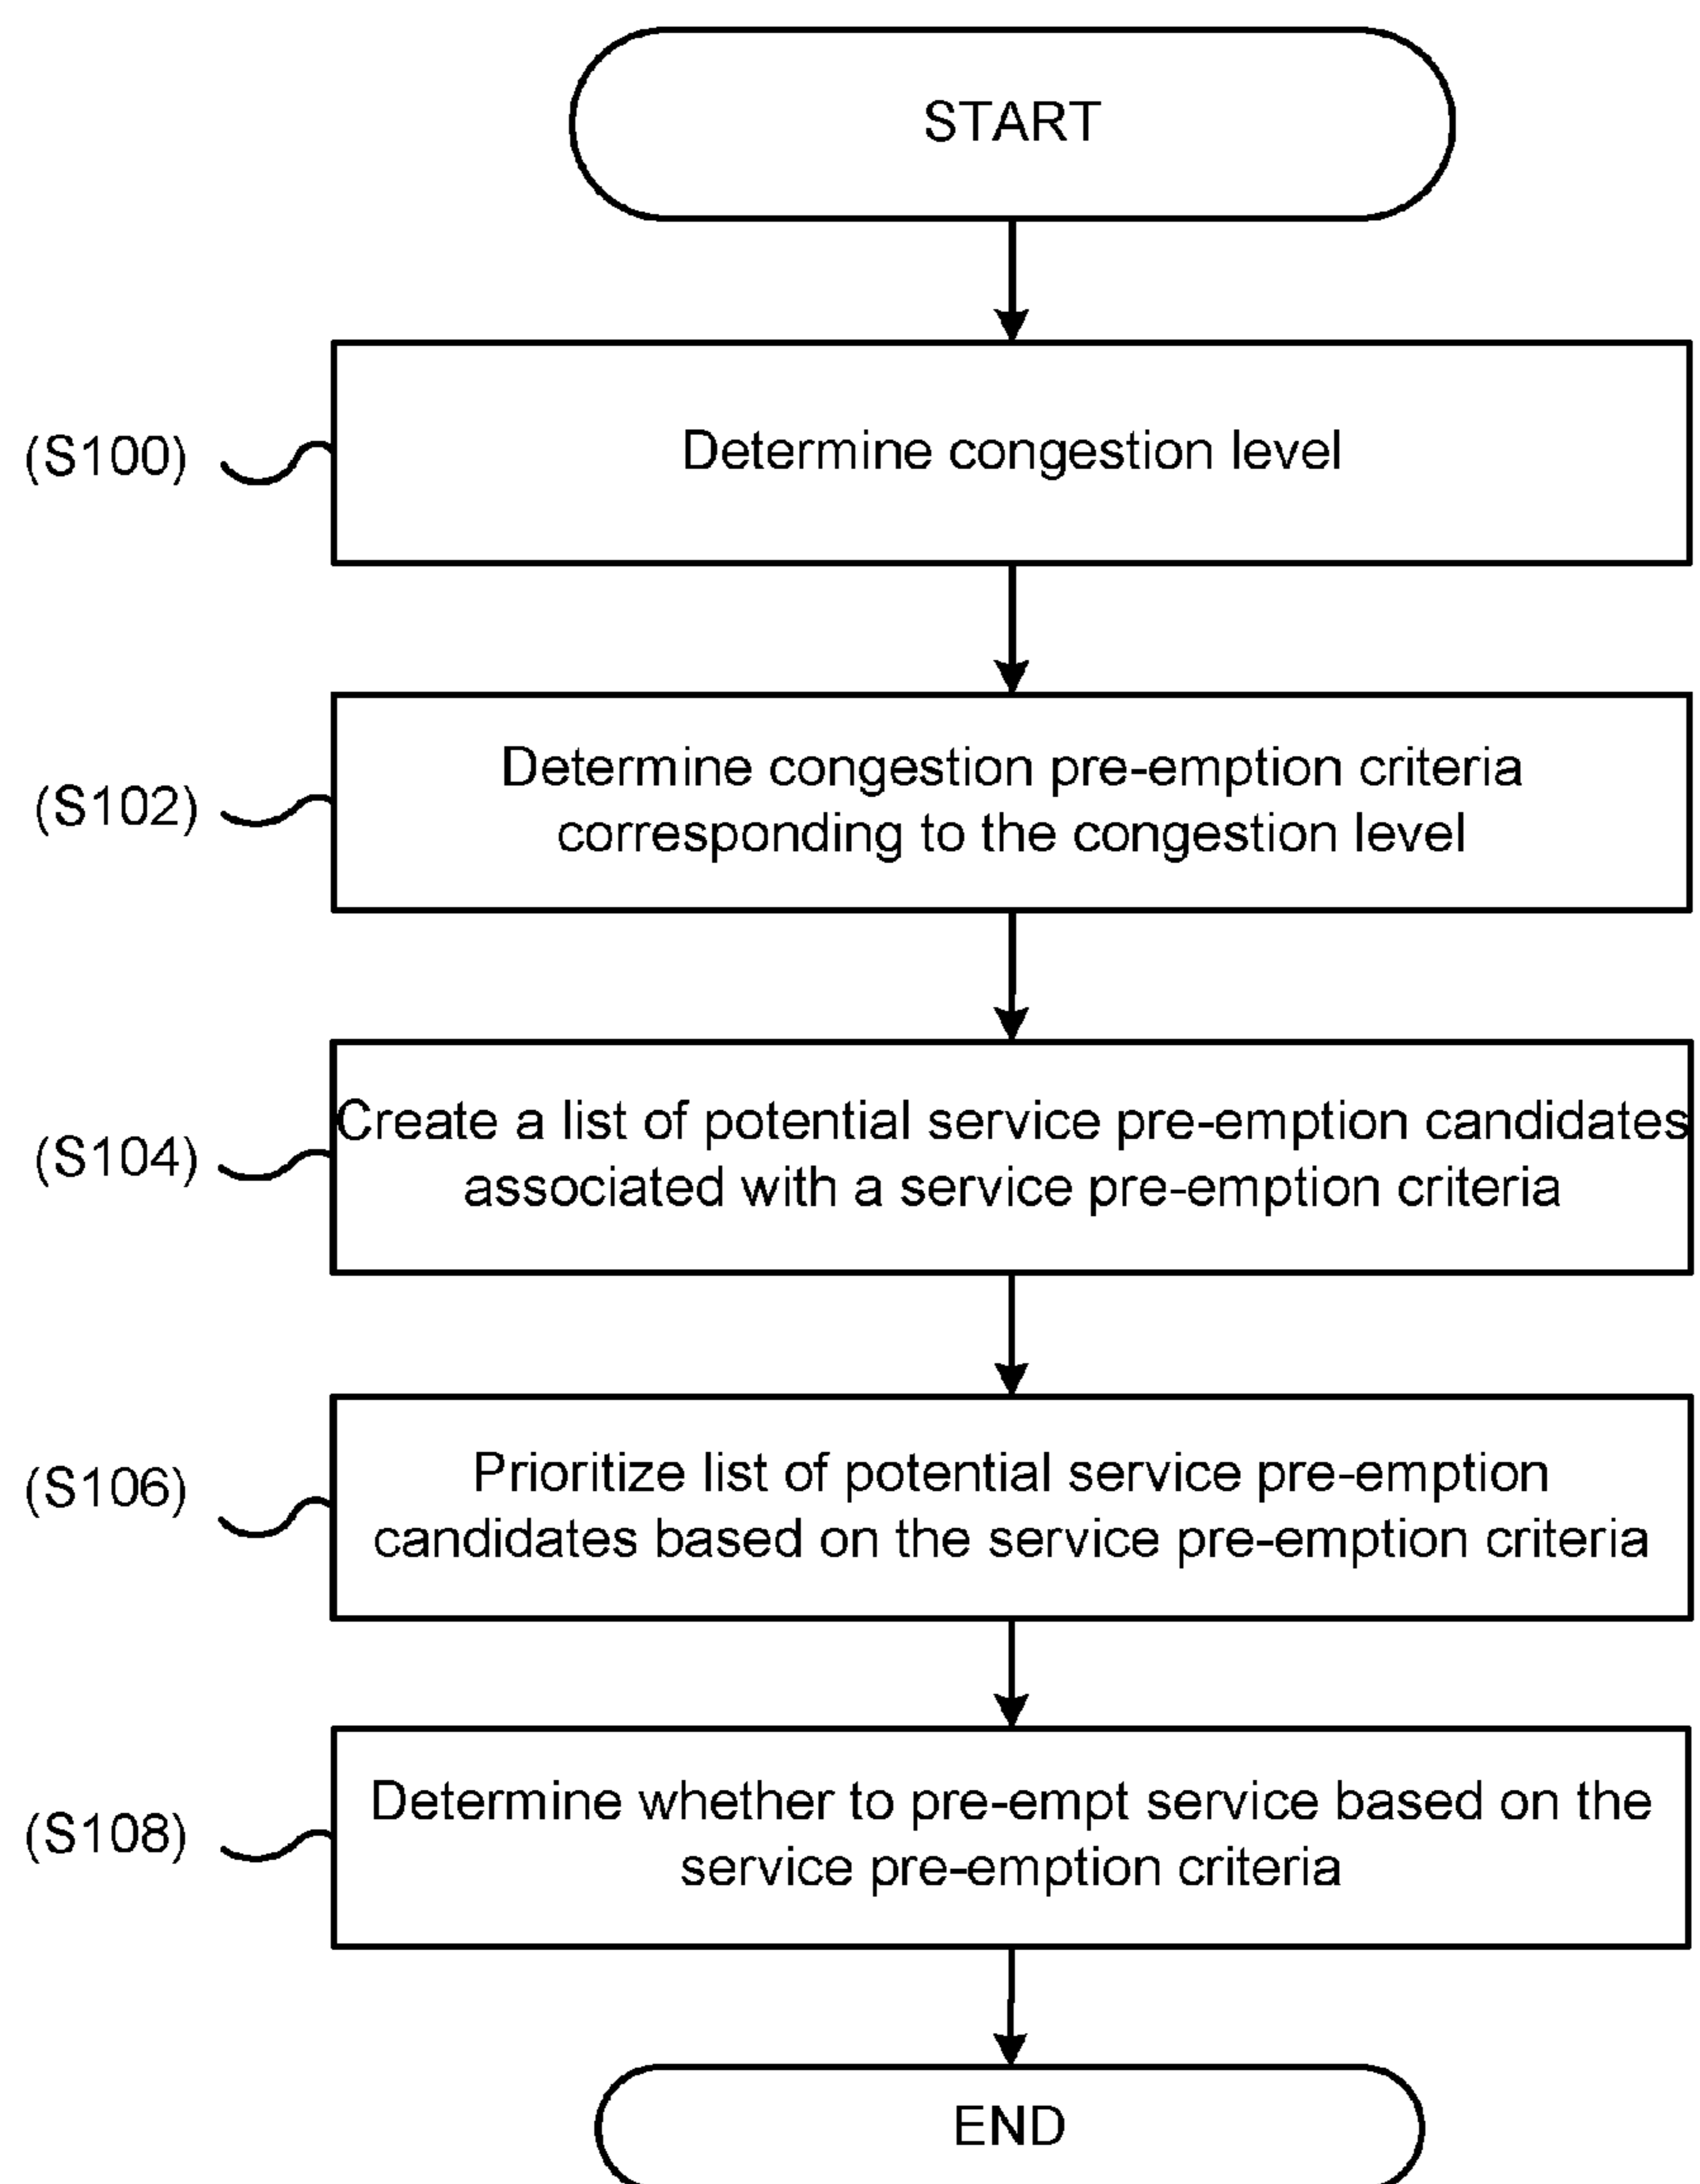 START
(S100)
Determine congestion level
(S102)
Determine congestion pre-emption criteria
corresponding to the congestion level
(S104)
Create a list of potential service pre-emption candidates
associated with a service pre-emption criteria
(S106)
Prioritize list of potential service pre-emption
candidates based on the service pre-emption criteria
(S108)
Determine whether to pre-empt service based on the
service pre-emption criteria
END